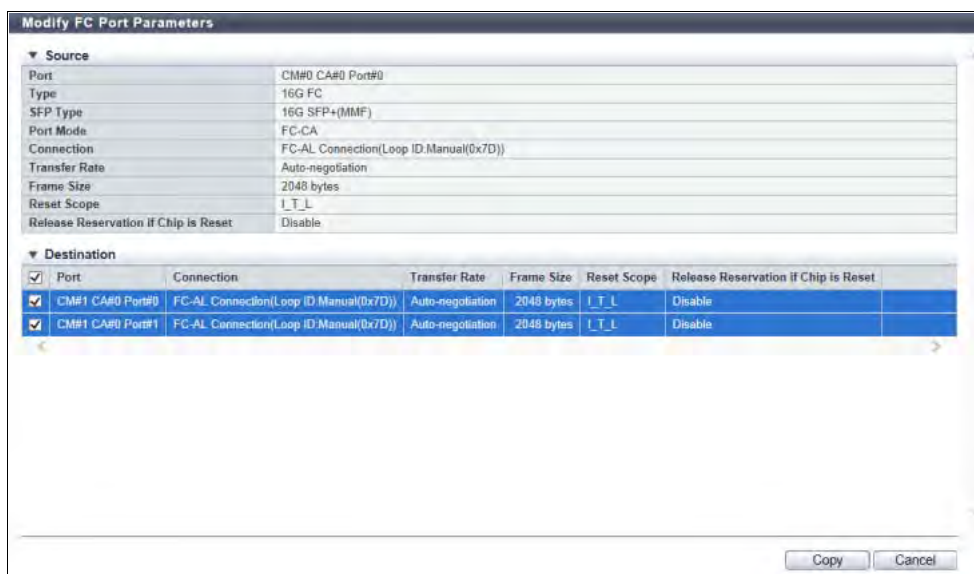 Modify FC Port Parameters
▼ Source
Port CM#0 CA#0 Port#0
Type 16G FC
SFP Type 16G SFP+(MMF)
Port Mode FC-CA
Connection FC-AL Connection(Loop ID:Manual(0x7D))
Transfer Rate Auto-negotiation
Frame Size 2048 bytes
Reset Scope I_T_L
Release Reservation if Chip is Reset Disable
▼ Destination
Port Connection Transfer Rate Frame Size Reset Scope Release Reservation if Chip is Reset
CM#1 CA#0 Port#0 FC-AL Connection(Loop ID:Manual(0x7D)) Auto-negotiation 2048 bytes I_T_L Disable
CM#1 CA#0 Port#1 FC-AL Connection(Loop ID:Manual(0x7D)) Auto-negotiation 2048 bytes I_T_L Disable
Copy Cancel